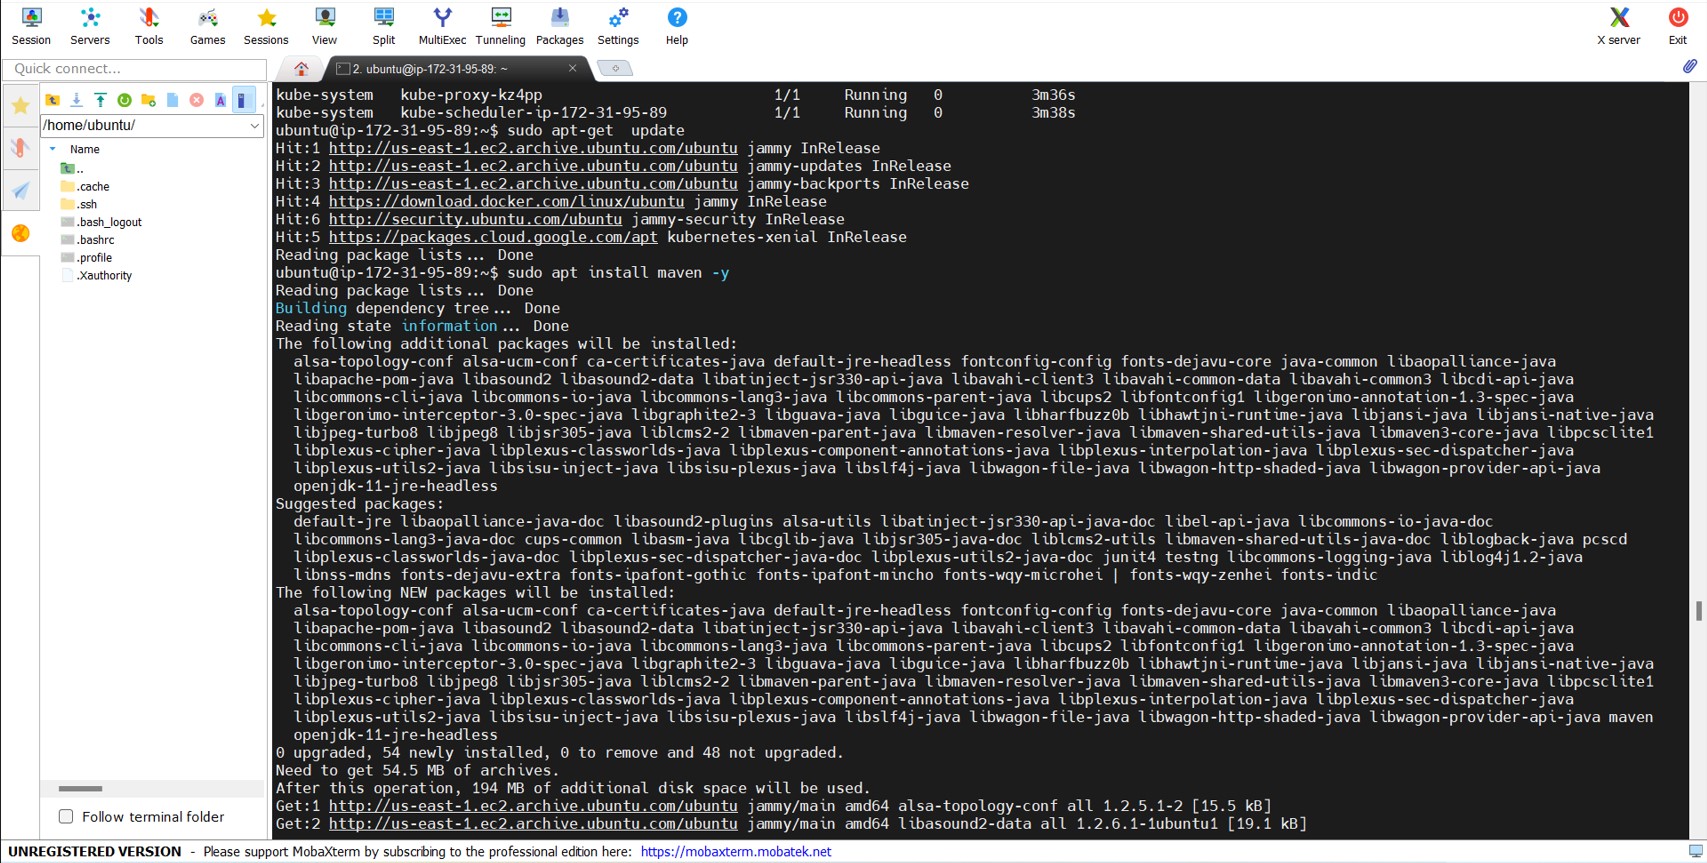 Session Servers Tools Games Sessions View Split MultiExec Tunneling Packages Settings Help X server Exit
Quick connect...
2. ubuntu@ip-172-31-95-89: ~
/home/ubuntu/
Name
..
.cache
.ssh
.bash_logout
.bashrc
.profile
.Xauthority
Follow terminal folder
kube-system   kube-proxy-kz4pp                          1/1     Running   0          3m36s
kube-system   kube-scheduler-ip-172-31-95-89            1/1     Running   0          3m38s
ubuntu@ip-172-31-95-89:~$ sudo apt-get  update
Hit:1 http://us-east-1.ec2.archive.ubuntu.com/ubuntu jammy InRelease
Hit:2 http://us-east-1.ec2.archive.ubuntu.com/ubuntu jammy-updates InRelease
Hit:3 http://us-east-1.ec2.archive.ubuntu.com/ubuntu jammy-backports InRelease
Hit:4 https://download.docker.com/linux/ubuntu jammy InRelease
Hit:6 http://security.ubuntu.com/ubuntu jammy-security InRelease
Hit:5 https://packages.cloud.google.com/apt kubernetes-xenial InRelease
Reading package lists... Done
ubuntu@ip-172-31-95-89:~$ sudo apt install maven -y
Reading package lists... Done
Building dependency tree... Done
Reading state information... Done
The following additional packages will be installed:
  alsa-topology-conf alsa-ucm-conf ca-certificates-java default-jre-headless fontconfig-config fonts-dejavu-core java-common libaopalliance-java
  libapache-pom-java libasound2 libasound2-data libatinject-jsr330-api-java libavahi-client3 libavahi-common-data libavahi-common3 libcdi-api-java
  libcommons-cli-java libcommons-io-java libcommons-lang3-java libcommons-parent-java libcups2 libfontconfig1 libgeronimo-annotation-1.3-spec-java
  libgeronimo-interceptor-3.0-spec-java libgraphite2-3 libguava-java libguice-java libharfbuzz0b libhawtjni-runtime-java libjansi-java libjansi-native-java
  libjpeg-turbo8 libjpeg8 libjsr305-java liblcms2-2 libmaven-parent-java libmaven-resolver-java libmaven-shared-utils-java libmaven3-core-java libpcsclite1
  libplexus-cipher-java libplexus-classworlds-java libplexus-component-annotations-java libplexus-interpolation-java libplexus-sec-dispatcher-java
  libplexus-utils2-java libsisu-inject-java libsisu-plexus-java libslf4j-java libwagon-file-java libwagon-http-shaded-java libwagon-provider-api-java
  openjdk-11-jre-headless
Suggested packages:
  default-jre libaopalliance-java-doc libasound2-plugins alsa-utils libatinject-jsr330-api-java-doc libel-api-java libcommons-io-java-doc
  libcommons-lang3-java-doc cups-common libasm-java libcglib-java libjsr305-java-doc liblcms2-utils libmaven-shared-utils-java-doc liblogback-java pcscd
  libplexus-classworlds-java-doc libplexus-sec-dispatcher-java-doc libplexus-utils2-java-doc junit4 testng libcommons-logging-java liblog4j1.2-java
  libnss-mdns fonts-dejavu-extra fonts-ipafont-gothic fonts-ipafont-mincho fonts-wqy-microhei | fonts-wqy-zenhei fonts-indic
The following NEW packages will be installed:
  alsa-topology-conf alsa-ucm-conf ca-certificates-java default-jre-headless fontconfig-config fonts-dejavu-core java-common libaopalliance-java
  libapache-pom-java libasound2 libasound2-data libatinject-jsr330-api-java libavahi-client3 libavahi-common-data libavahi-common3 libcdi-api-java
  libcommons-cli-java libcommons-io-java libcommons-lang3-java libcommons-parent-java libcups2 libfontconfig1 libgeronimo-annotation-1.3-spec-java
  libgeronimo-interceptor-3.0-spec-java libgraphite2-3 libguava-java libguice-java libharfbuzz0b libhawtjni-runtime-java libjansi-java libjansi-native-java
  libjpeg-turbo8 libjpeg8 libjsr305-java liblcms2-2 libmaven-parent-java libmaven-resolver-java libmaven-shared-utils-java libmaven3-core-java libpcsclite1
  libplexus-cipher-java libplexus-classworlds-java libplexus-component-annotations-java libplexus-interpolation-java libplexus-sec-dispatcher-java
  libplexus-utils2-java libsisu-inject-java libsisu-plexus-java libslf4j-java libwagon-file-java libwagon-http-shaded-java libwagon-provider-api-java maven
  openjdk-11-jre-headless
0 upgraded, 54 newly installed, 0 to remove and 48 not upgraded.
Need to get 54.5 MB of archives.
After this operation, 194 MB of additional disk space will be used.
Get:1 http://us-east-1.ec2.archive.ubuntu.com/ubuntu jammy/main amd64 alsa-topology-conf all 1.2.5.1-2 [15.5 kB]
Get:2 http://us-east-1.ec2.archive.ubuntu.com/ubuntu jammy/main amd64 libasound2-data all 1.2.6.1-1ubuntu1 [19.1 kB]
UNREGISTERED VERSION - Please support MobaXterm by subscribing to the professional edition here: https://mobaxterm.mobatek.net